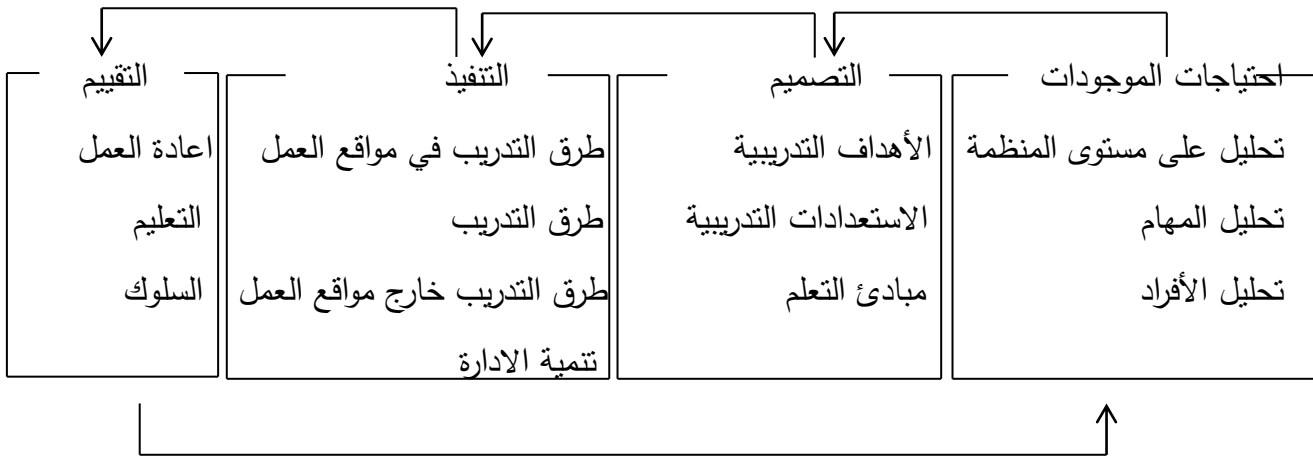 احتياجات الموجودات
تحليل على مستوى المنظمة
تحليل المهام
تحليل الأفراد
التصميم
الأهداف التدريبية
الاستعدادات التدريبية
مبادئ التعلم
التنفيذ
طرق التدريب في مواقع العمل
طرق التدريب
طرق التدريب خارج مواقع العمل
تنمية الادارة
التقييم
اعادة العمل
التعليم
السلوك